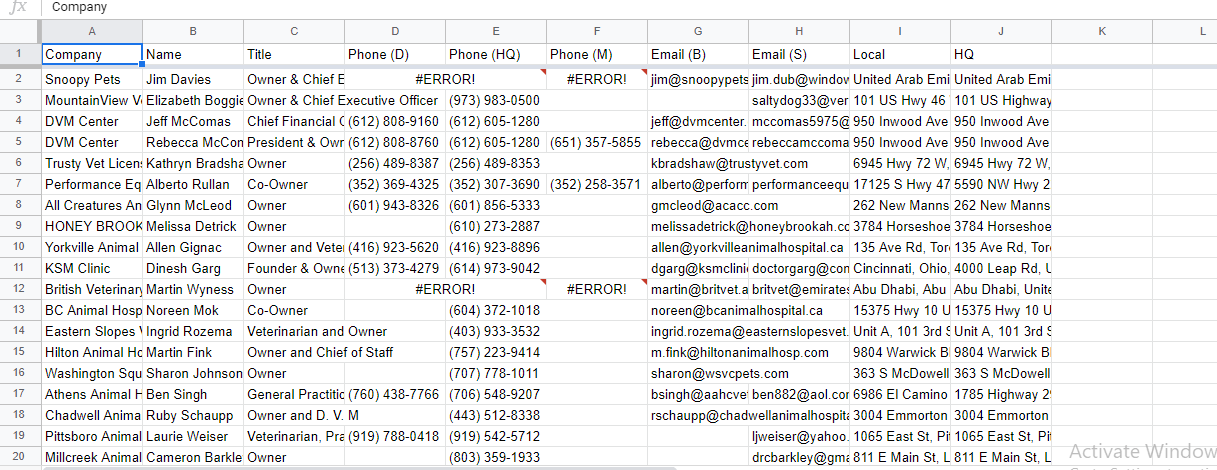 fx Company
A B C D E F G H I J K L
1 Company Name Title Phone (D) Phone (HQ) Phone (M) Email (B) Email (S) Local HQ
2 Snoopy Pets Jim Davies Owner & Chief E #ERROR! #ERROR! jim@snoopypets jim.dub@window United Arab Emi United Arab Emi
3 MountainView V Elizabeth Boggie Owner & Chief Executive Officer (973) 983-0500 saltydog33@ver 101 US Hwy 46 101 US Highway
4 DVM Center Jeff McComas Chief Financial O (612) 808-9160 (612) 605-1280 jeff@dvmcenter. mccomas5975@ 950 Inwood Ave 950 Inwood Ave
5 DVM Center Rebecca McCon President & Owr (612) 808-8760 (612) 605-1280 (651) 357-5855 rebecca@dvmce rebeccamccoma 950 Inwood Ave 950 Inwood Ave
6 Trusty Vet Licens Kathryn Bradsha Owner (256) 489-8387 (256) 489-8353 kbradshaw@trustyvet.com 6945 Hwy 72 W, 6945 Hwy 72 W,
7 Performance Eq Alberto Rullan Co-Owner (352) 369-4325 (352) 307-3690 (352) 258-3571 alberto@perform performanceequ 17125 S Hwy 47 5590 NW Hwy 2
8 All Creatures An Glynn McLeod Owner (601) 943-8326 (601) 856-5333 gmcleod@acacc.com 262 New Manns 262 New Manns
9 HONEY BROOK Melissa Detrick Owner (610) 273-2887 melissadetrick@honeybrookah.co 3784 Horseshoe 3784 Horseshoe
10 Yorkville Animal Allen Gignac Owner and Vete (416) 923-5620 (416) 923-8896 allen@yorkvilleanimalhospital.ca 135 Ave Rd, Tor 135 Ave Rd, Tor
11 KSM Clinic Dinesh Garg Founder & Owne (513) 373-4279 (614) 973-9042 dgarg@ksmclini doctorgarg@con Cincinnati, Ohio, 4000 Leap Rd, U
12 British Veterinary Martin Wyness Owner #ERROR! #ERROR! martin@britvet.a britvet@emirates Abu Dhabi, Abu Abu Dhabi, Unite
13 BC Animal Hosp Noreen Mok Co-Owner (604) 372-1018 noreen@bcanimalhospital.ca 15375 Hwy 10 U 15375 Hwy 10 U
14 Eastern Slopes V Ingrid Rozema Veterinarian and Owner (403) 933-3532 ingrid.rozema@easternslopesvet. Unit A, 101 3rd S Unit A, 101 3rd S
15 Hilton Animal Ho Martin Fink Owner and Chief of Staff (757) 223-9414 m.fink@hiltonanimalhosp.com 9804 Warwick Bl 9804 Warwick Bl
16 Washington Squ Sharon Johnson Owner (707) 778-1011 sharon@wsvcpets.com 363 S McDowell 363 S McDowell
17 Athens Animal H Ben Singh General Practitic (760) 438-7766 (706) 548-9207 bsingh@aahcve ben882@aol.cor 6986 El Camino 1785 Highway 29
18 Chadwell Anima Ruby Schaupp Owner and D. V. M (443) 512-8338 rschaupp@chadwellanimalhospita 3004 Emmorton 3004 Emmorton
19 Pittsboro Animal Laurie Weiser Veterinarian, Pra (919) 788-0418 (919) 542-5712 ljweiser@yahoo. 1065 East St, Pit 1065 East St, Pit
20 Millcreek Animal Cameron Barkle Owner (803) 359-1933 drcbarkley@gma 811 E Main St, L 811 E Main St, L
Activate Window